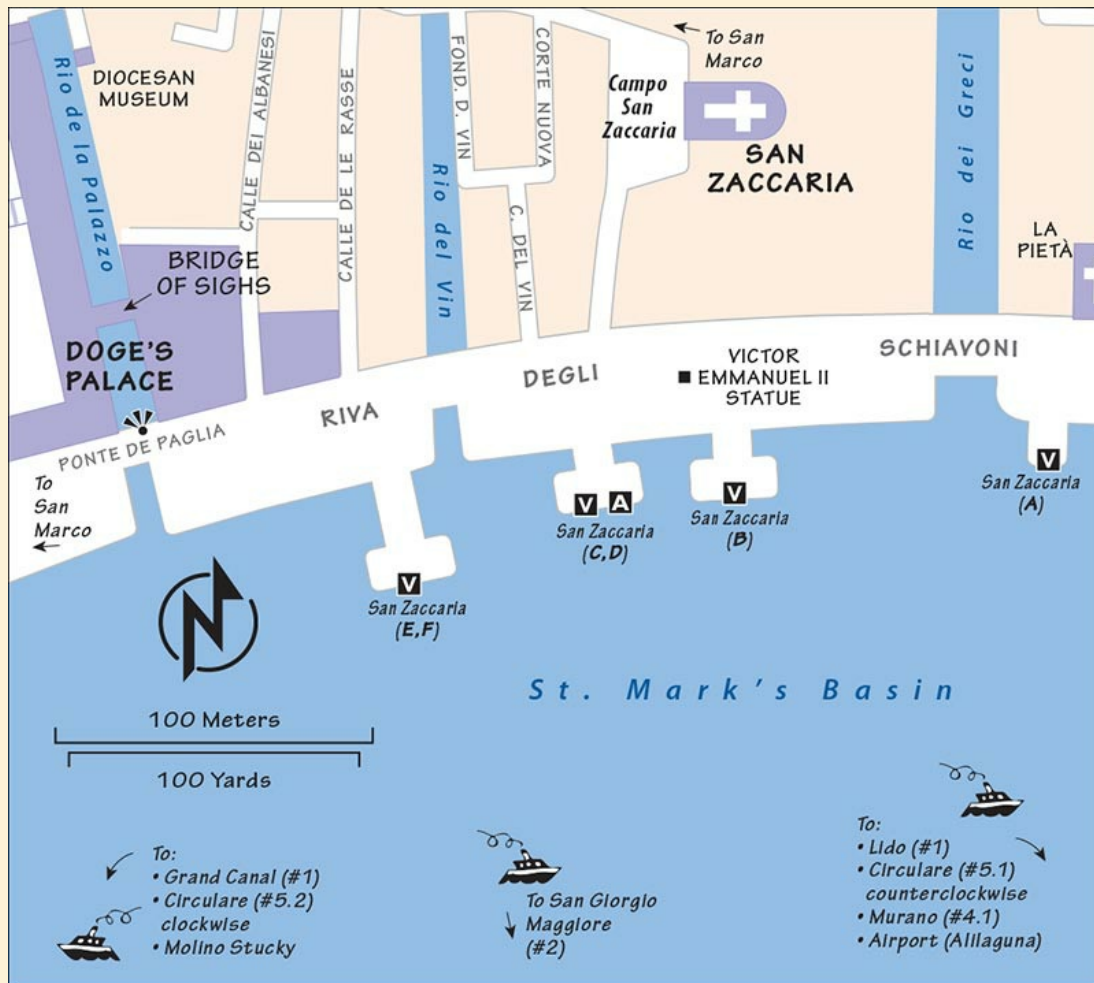 Rio de la Palazzo
DIOCESAN
MUSEUM
CALLE DEI ALBANESI
CALLE DE LE RASSE
Rio del Vin
FOND. D. VIN
CORTE NUOVA
C. DEL VIN
To San
Marco
Campo
San
Zaccaria
SAN
ZACCARIA
Rio dei Greci
LA
PIETÀ
BRIDGE
OF SIGHS
DOGE'S
PALACE
PONTE DE PAGLIA
RIVA
DEGLI
SCHIAVONI
VICTOR
EMMANUEL II
STATUE
To
San
Marco
V
San Zaccaria
(E,F)
V A
San Zaccaria
(C,D)
V
San Zaccaria
(B)
V
San Zaccaria
(A)
N
St. Mark's Basin
100 Meters
100 Yards
To:
• Grand Canal (#1)
• Circulare (#5.2)
clockwise
• Molino Stucky
To San Giorgio
Maggiore
(#2)
To:
• Lido (#1)
• Circulare (#5.1)
counterclockwise
• Murano (#4.1)
• Airport (Alilaguna)